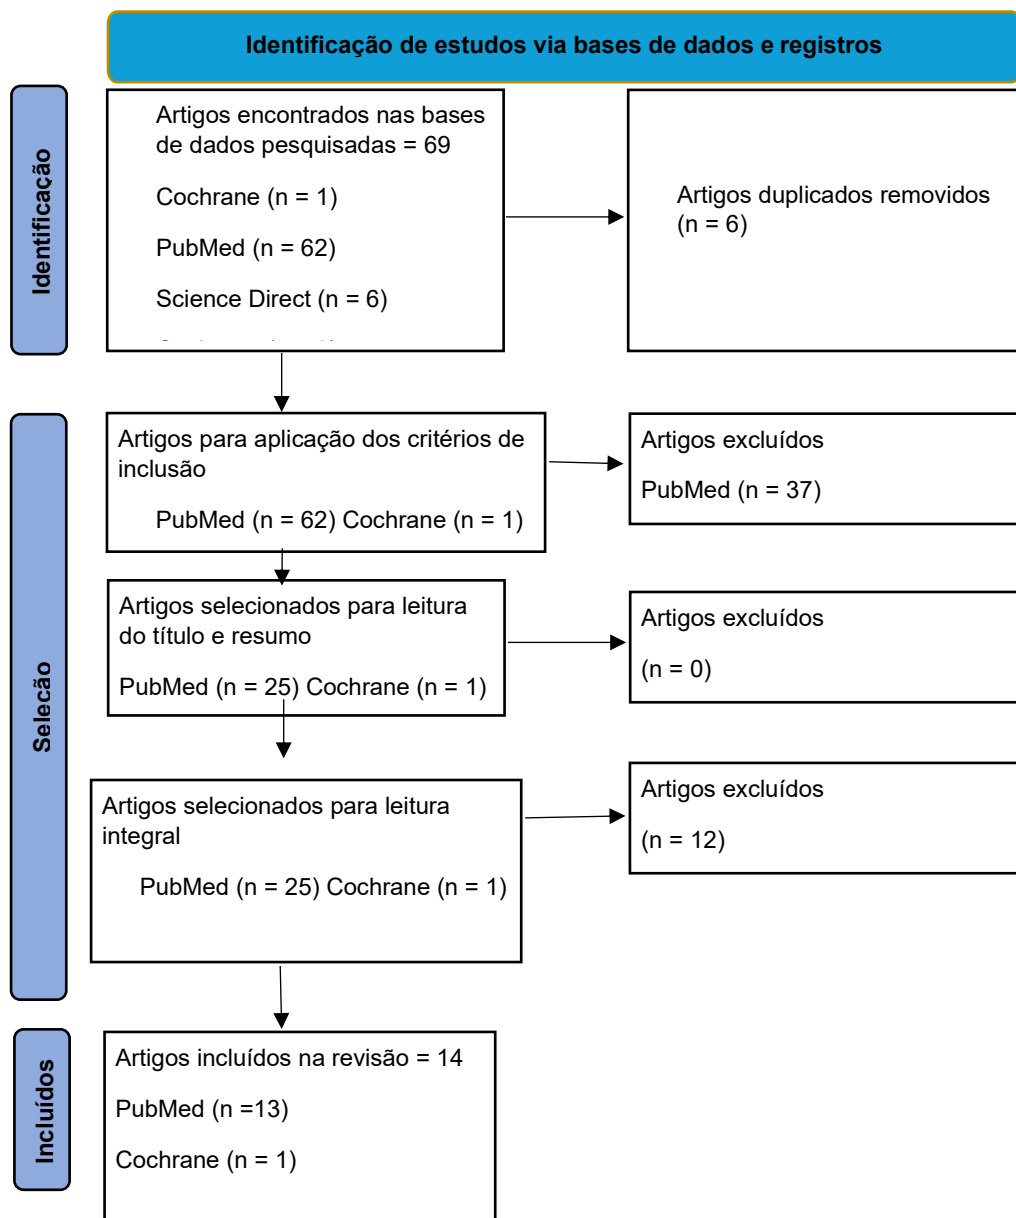 Identificação de estudos via bases de dados e registros
Identificação
Artigos encontrados nas bases
de dados pesquisadas = 69
Cochrane (n = 1)
PubMed (n = 62)
Science Direct (n = 6)
Artigos duplicados removidos
(n = 6)
Selecão
Artigos para aplicação dos critérios de
inclusão
PubMed (n = 62) Cochrane (n = 1)
Artigos excluídos
PubMed (n = 37)
Artigos selecionados para leitura
do título e resumo
PubMed (n = 25) Cochrane (n = 1)
Artigos excluídos
(n = 0)
Artigos selecionados para leitura
integral
PubMed (n = 25) Cochrane (n = 1)
Artigos excluídos
(n = 12)
Incluídos
Artigos incluídos na revisão = 14
PubMed (n =13)
Cochrane (n = 1)